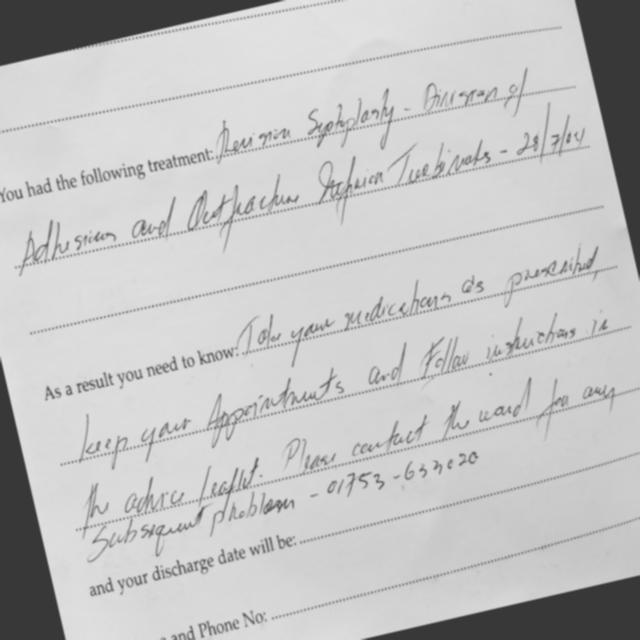 You had the following treatment: Revision Septoplasty - Division of
Adhesions and Outfracture Inferior Turbinates - 28/7/04
As a result you need to know: Take your medications as prescribed,
keep your Appointments and Follow instructions in
the advice leaflet. Please contact the ward for any
Subsequent problem - 01753-633020
and your discharge date will be:
and Phone No: